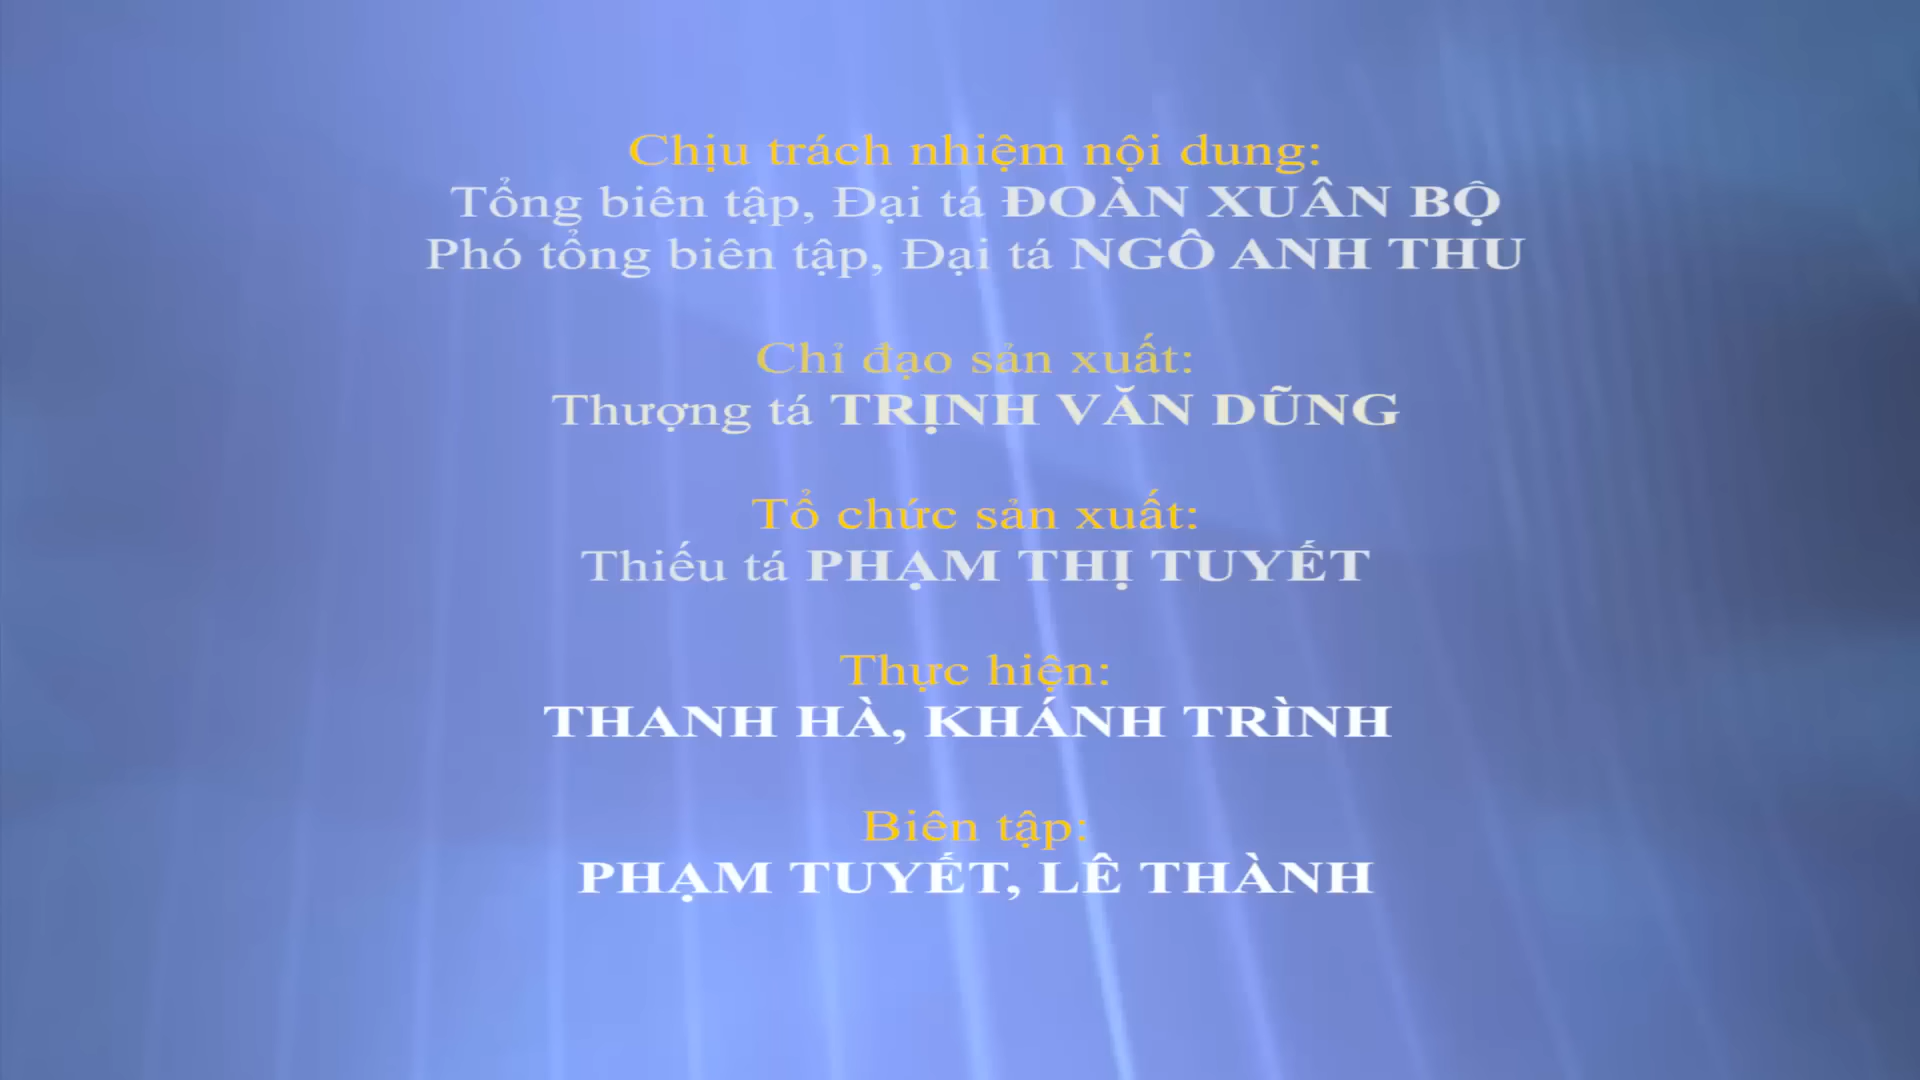 Chịu trách nhiệm nội dung:
Tổng biên tập, Đại tá ĐOÀN XUÂN BỘ
Phó tổng biên tập, Đại tá NGÔ ANH THU
Chỉ đạo sản xuất:
Thượng tá TRỊNH VĂN DŨNG
Tổ chức sản xuất:
Thiếu tá PHẠM THỊ TUYẾT
Thực hiện:
THANH HÀ, KHÁNH TRÌNH
Biên tập:
PHẠM TUYẾT, LÊ THÀNH